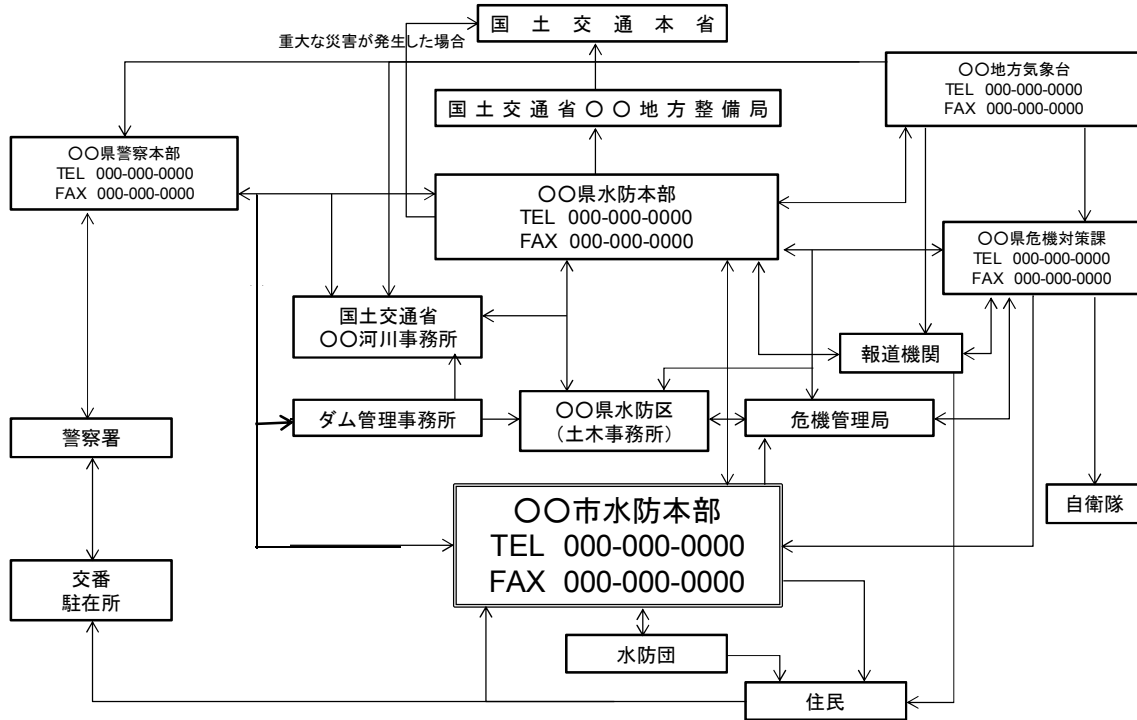 国土交通本省
重大な災害が発生した場合
〇〇地方気象台
TEL 000-000-0000
FAX 000-000-0000
国土交通省〇〇地方整備局
〇〇県警察本部
TEL 000-000-0000
FAX 000-000-0000
〇〇県水防本部
TEL 000-000-0000
FAX 000-000-0000
〇〇県危機対策課
TEL 000-000-0000
FAX 000-000-0000
国土交通省
〇〇河川事務所
報道機関
ダム管理事務所
〇〇県水防区
（土木事務所）
危機管理局
警察署
自衛隊
〇〇市水防本部
TEL 000-000-0000
FAX 000-000-0000
交番
駐在所
水防団
住民